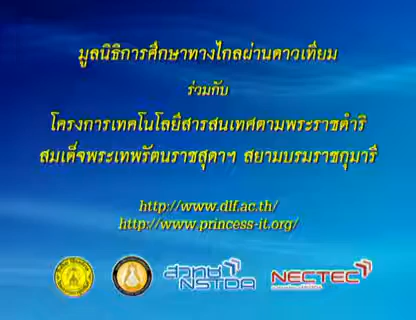 มูลนิธิการศึกษาทางไกลผ่านดาวเทียม
ร่วมกับ
โครงการเทคโนโลยีสารสนเทศตามพระราชดำริ
สมเด็จพระเทพรัตนราชสุดาฯ สยามบรมราชกุมารี
http://www.dlf.ac.th/
http://www.princess-it.org/
สวทช
NSTDA
NECTEC